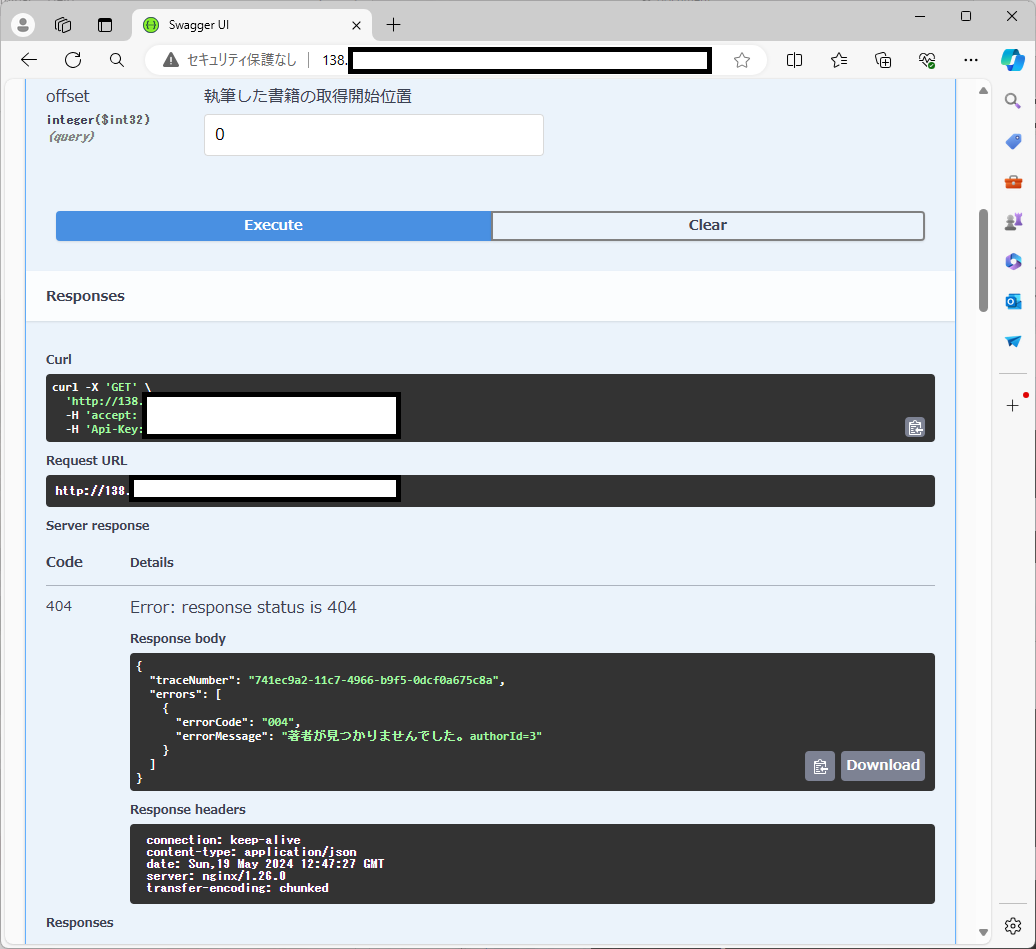 Swagger UI
セキュリティ保護なし
138.
offset
執筆した書籍の取得開始位置
integer($int32)
(query)
0
Execute
Clear
Responses
Curl
curl -X 'GET' \
'http://138.
-H 'accept:
-H 'Api-Key:
Request URL
http://138.
Server response
Code
Details
404
Error: response status is 404
Response body
{
"traceNumber": "741ec9a2-11c7-4966-b9f5-0dcf0a675c8a",
"errors": [
{
"errorCode": "004",
"errorMessage": "著者が見つかりませんでした。authorId=3"
}
]
}
Download
Response headers
connection: keep-alive
content-type: application/json
date: Sun,19 May 2024 12:47:27 GMT
server: nginx/1.26.0
transfer-encoding: chunked
Responses